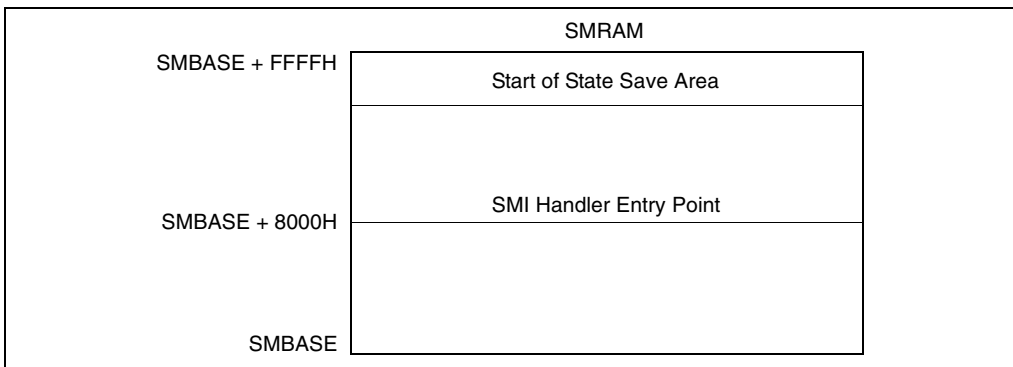 SMRAM
SMBASE + FFFFH
Start of State Save Area
SMI Handler Entry Point
SMBASE + 8000H
SMBASE